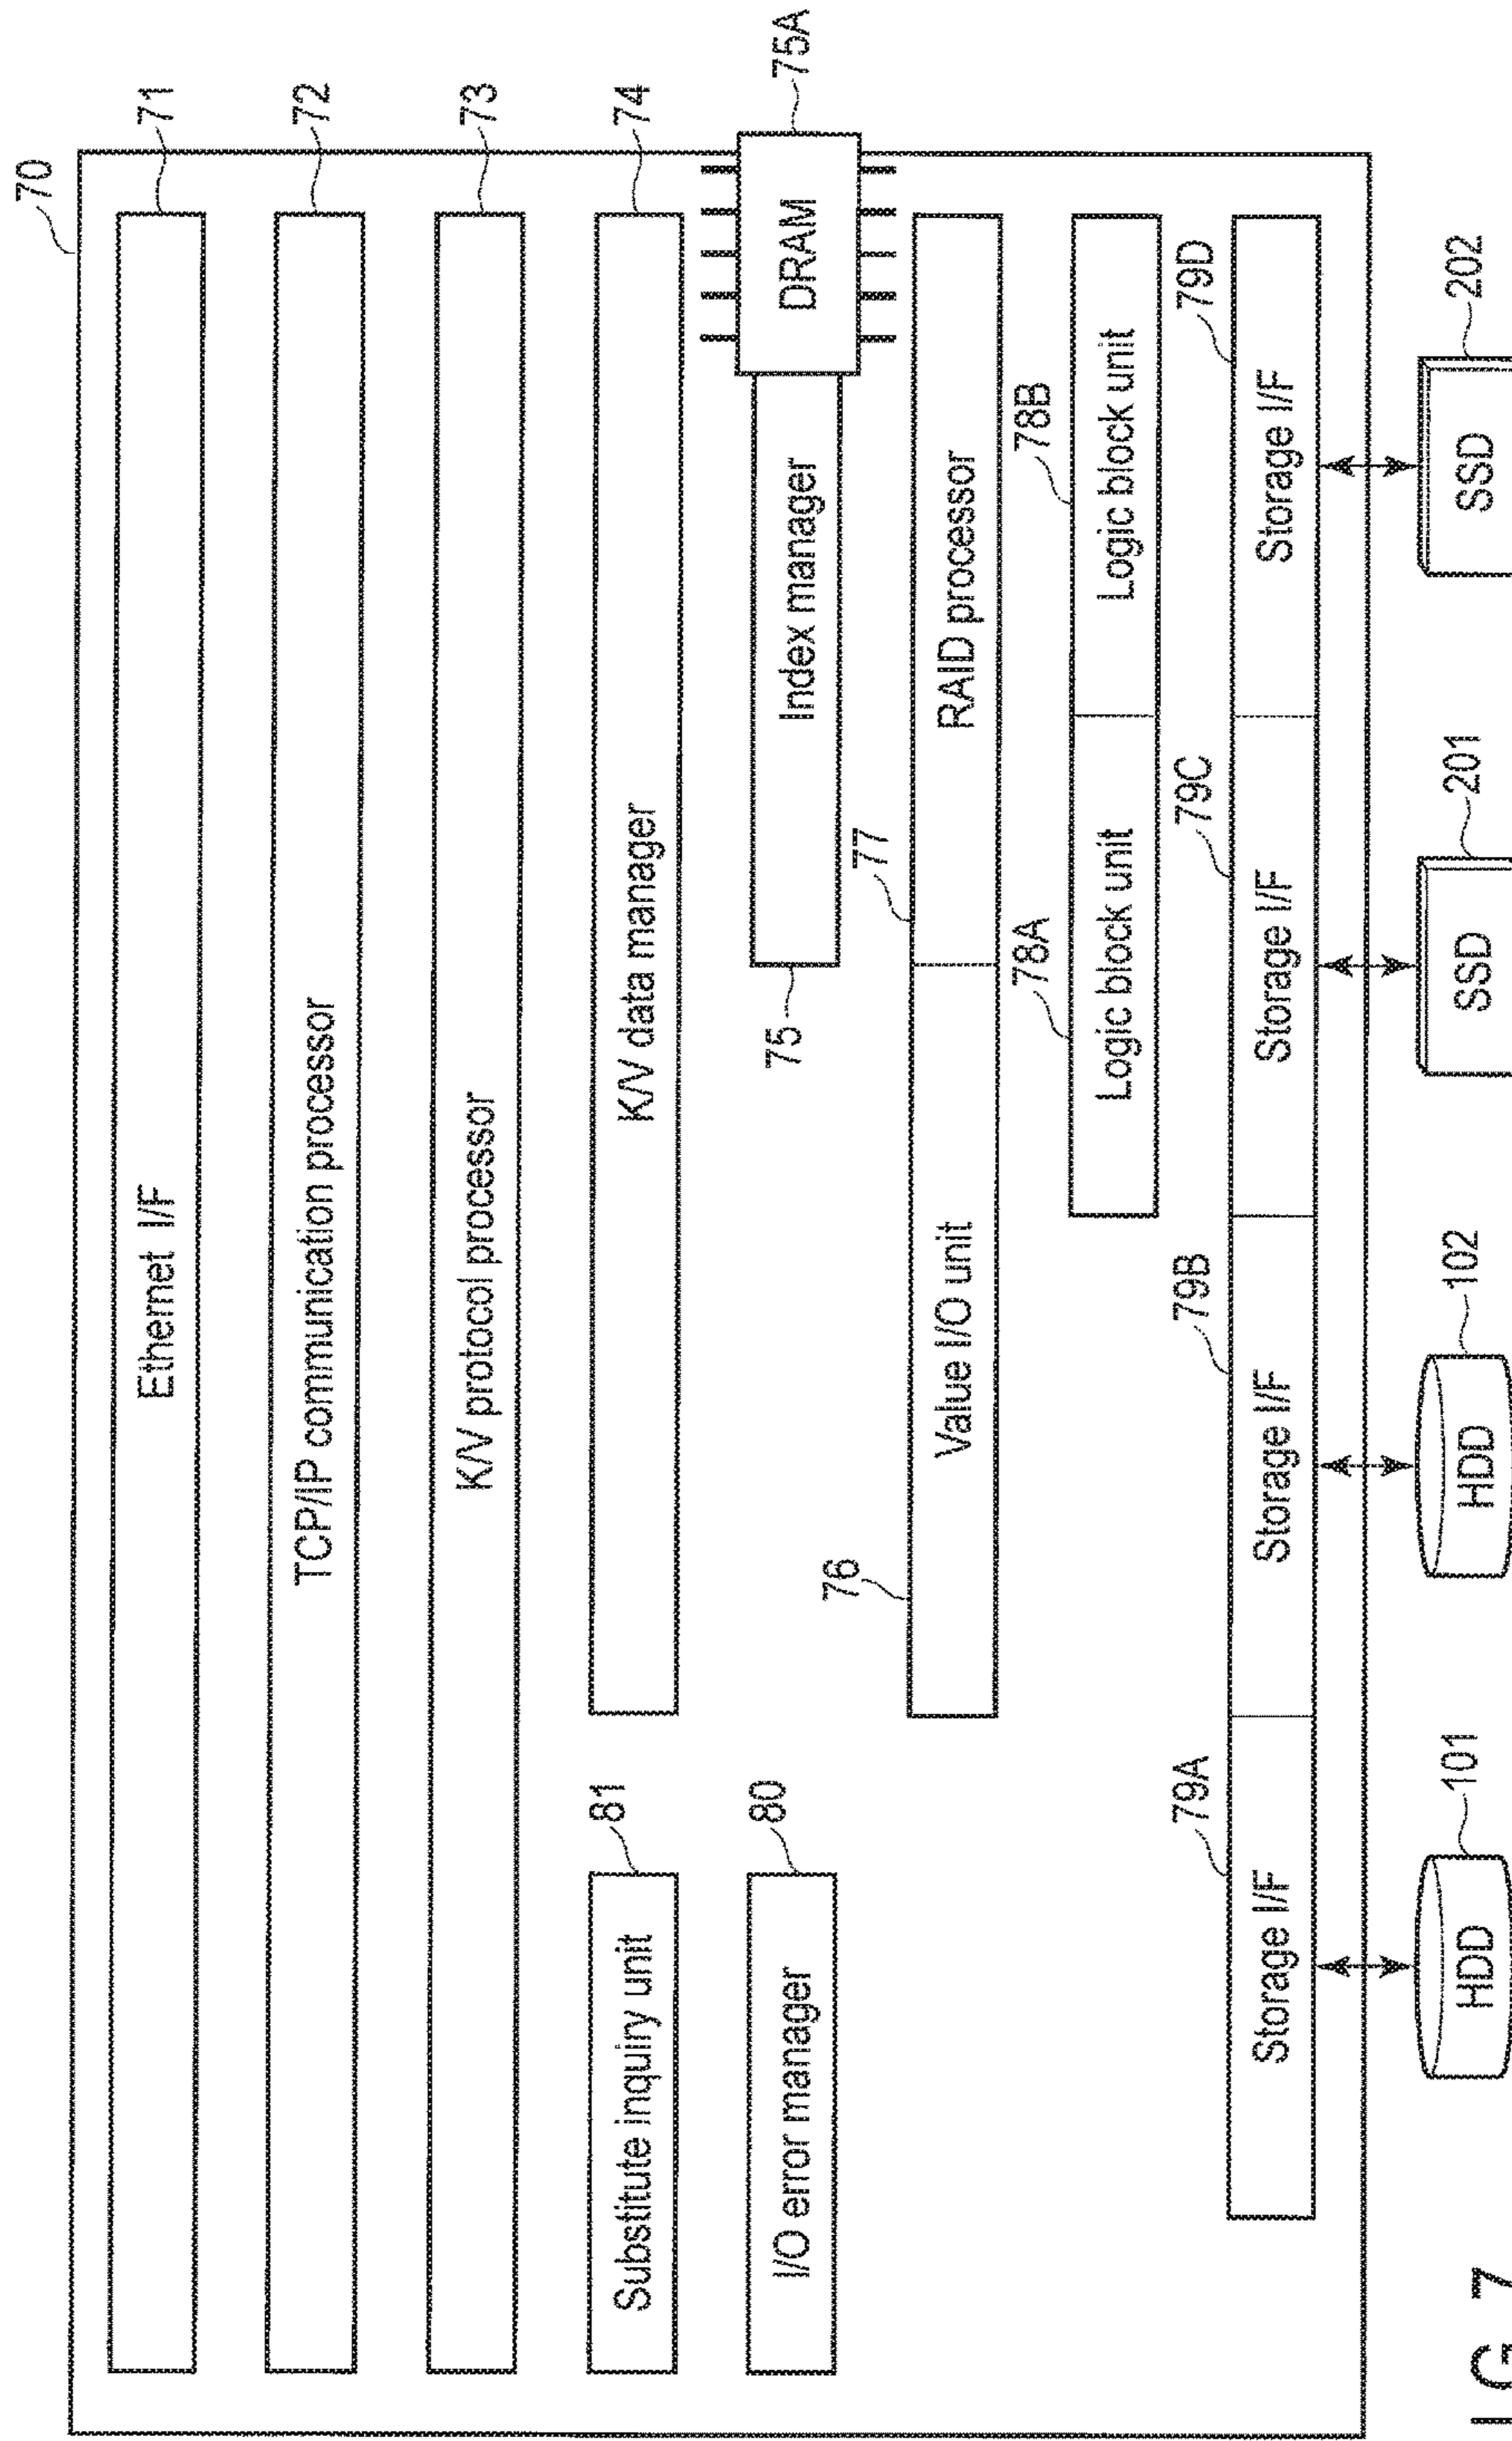 70
71
Ethernet I/F
72
TCP/IP communication processor
73
K/V protocol processor
81
Substitute inquiry unit
74
K/V data manager
80
I/O error manager
75
Index manager
DRAM
75A
76
Value I/O unit
77
RAID processor
78A
Logic block unit
78B
Logic block unit
79A
Storage I/F
79B
Storage I/F
79C
Storage I/F
79D
Storage I/F
101
HDD
102
HDD
201
SSD
202
SSD
I G. 7